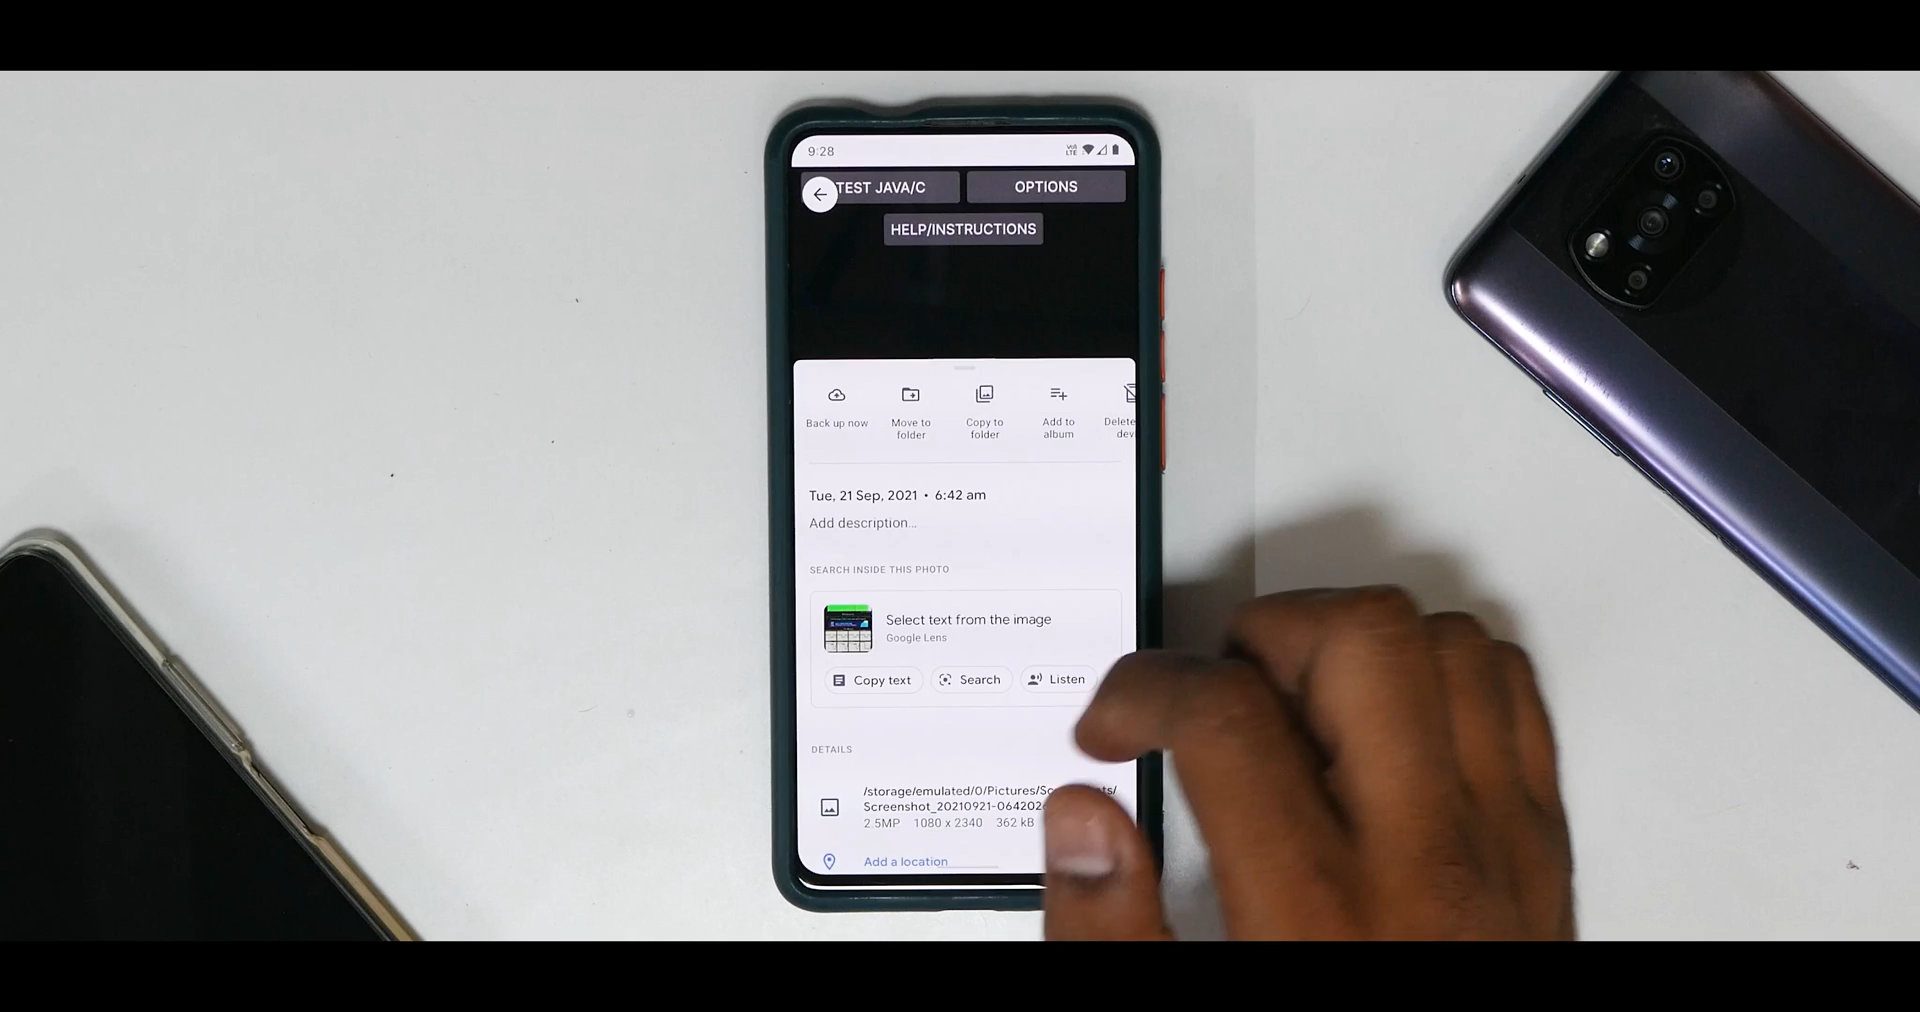 9:28
Vo))
LTE
TEST JAVA/C
OPTIONS
HELP/INSTRUCTIONS
Back up now
Move to
folder
Copy to
folder
Add to
album
Delete
Tue, 21 Sep, 2021 • 6:42 am
Add description...
SEARCH INSIDE THIS PHOTO
Select text from the image
Google Lens
Copy text
Search
Listen
DETAILS
/storage/emulated/0/Pictures/
Screenshot_20210921-064202
2.5MP 1080 x 2340 362 kB
Add a location